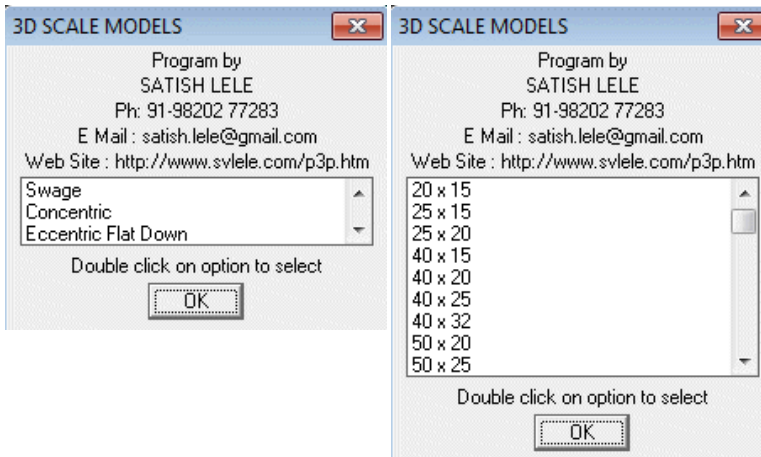 3D SCALE MODELS
Program by
SATISH LELE
Ph: 91-98202 77283
E Mail : satish.lele@gmail.com
Web Site : http://www.svlele.com/p3p.htm
Swage
Concentric
Eccentric Flat Down
Double click on option to select
OK
3D SCALE MODELS
Program by
SATISH LELE
Ph: 91-98202 77283
E Mail : satish.lele@gmail.com
Web Site : http://www.svlele.com/p3p.htm
20 x 15
25 x 15
25 x 20
40 x 15
40 x 20
40 x 25
40 x 32
50 x 20
50 x 25
Double click on option to select
OK